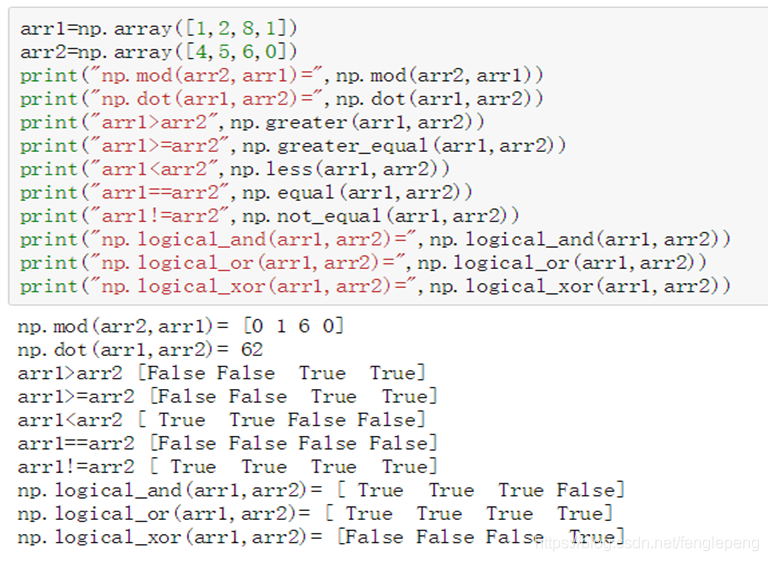 arr1=np.array([1,2,8,1])
arr2=np.array([4,5,6,0])
print("np.mod(arr2,arr1)=",np.mod(arr2,arr1))
print("np.dot(arr1,arr2)=",np.dot(arr1,arr2))
print("arr1>arr2",np.greater(arr1,arr2))
print("arr1>=arr2",np.greater_equal(arr1,arr2))
print("arr1<arr2",np.less(arr1,arr2))
print("arr1==arr2",np.equal(arr1,arr2))
print("arr1!=arr2",np.not_equal(arr1,arr2))
print("np.logical_and(arr1,arr2)=",np.logical_and(arr1,arr2))
print("np.logical_or(arr1,arr2)=",np.logical_or(arr1,arr2))
print("np.logical_xor(arr1,arr2)=",np.logical_xor(arr1,arr2))
np.mod(arr2,arr1)= [0 1 6 0]
np.dot(arr1,arr2)= 62
arr1>arr2 [False False  True  True]
arr1>=arr2 [False False  True  True]
arr1<arr2 [ True  True False False]
arr1==arr2 [False False False False]
arr1!=arr2 [ True  True  True  True]
np.logical_and(arr1,arr2)= [ True  True  True False]
np.logical_or(arr1,arr2)= [ True  True  True  True]
np.logical_xor(arr1,arr2)= [False False False  True]
https://blog.csdn.net/fenglepeng